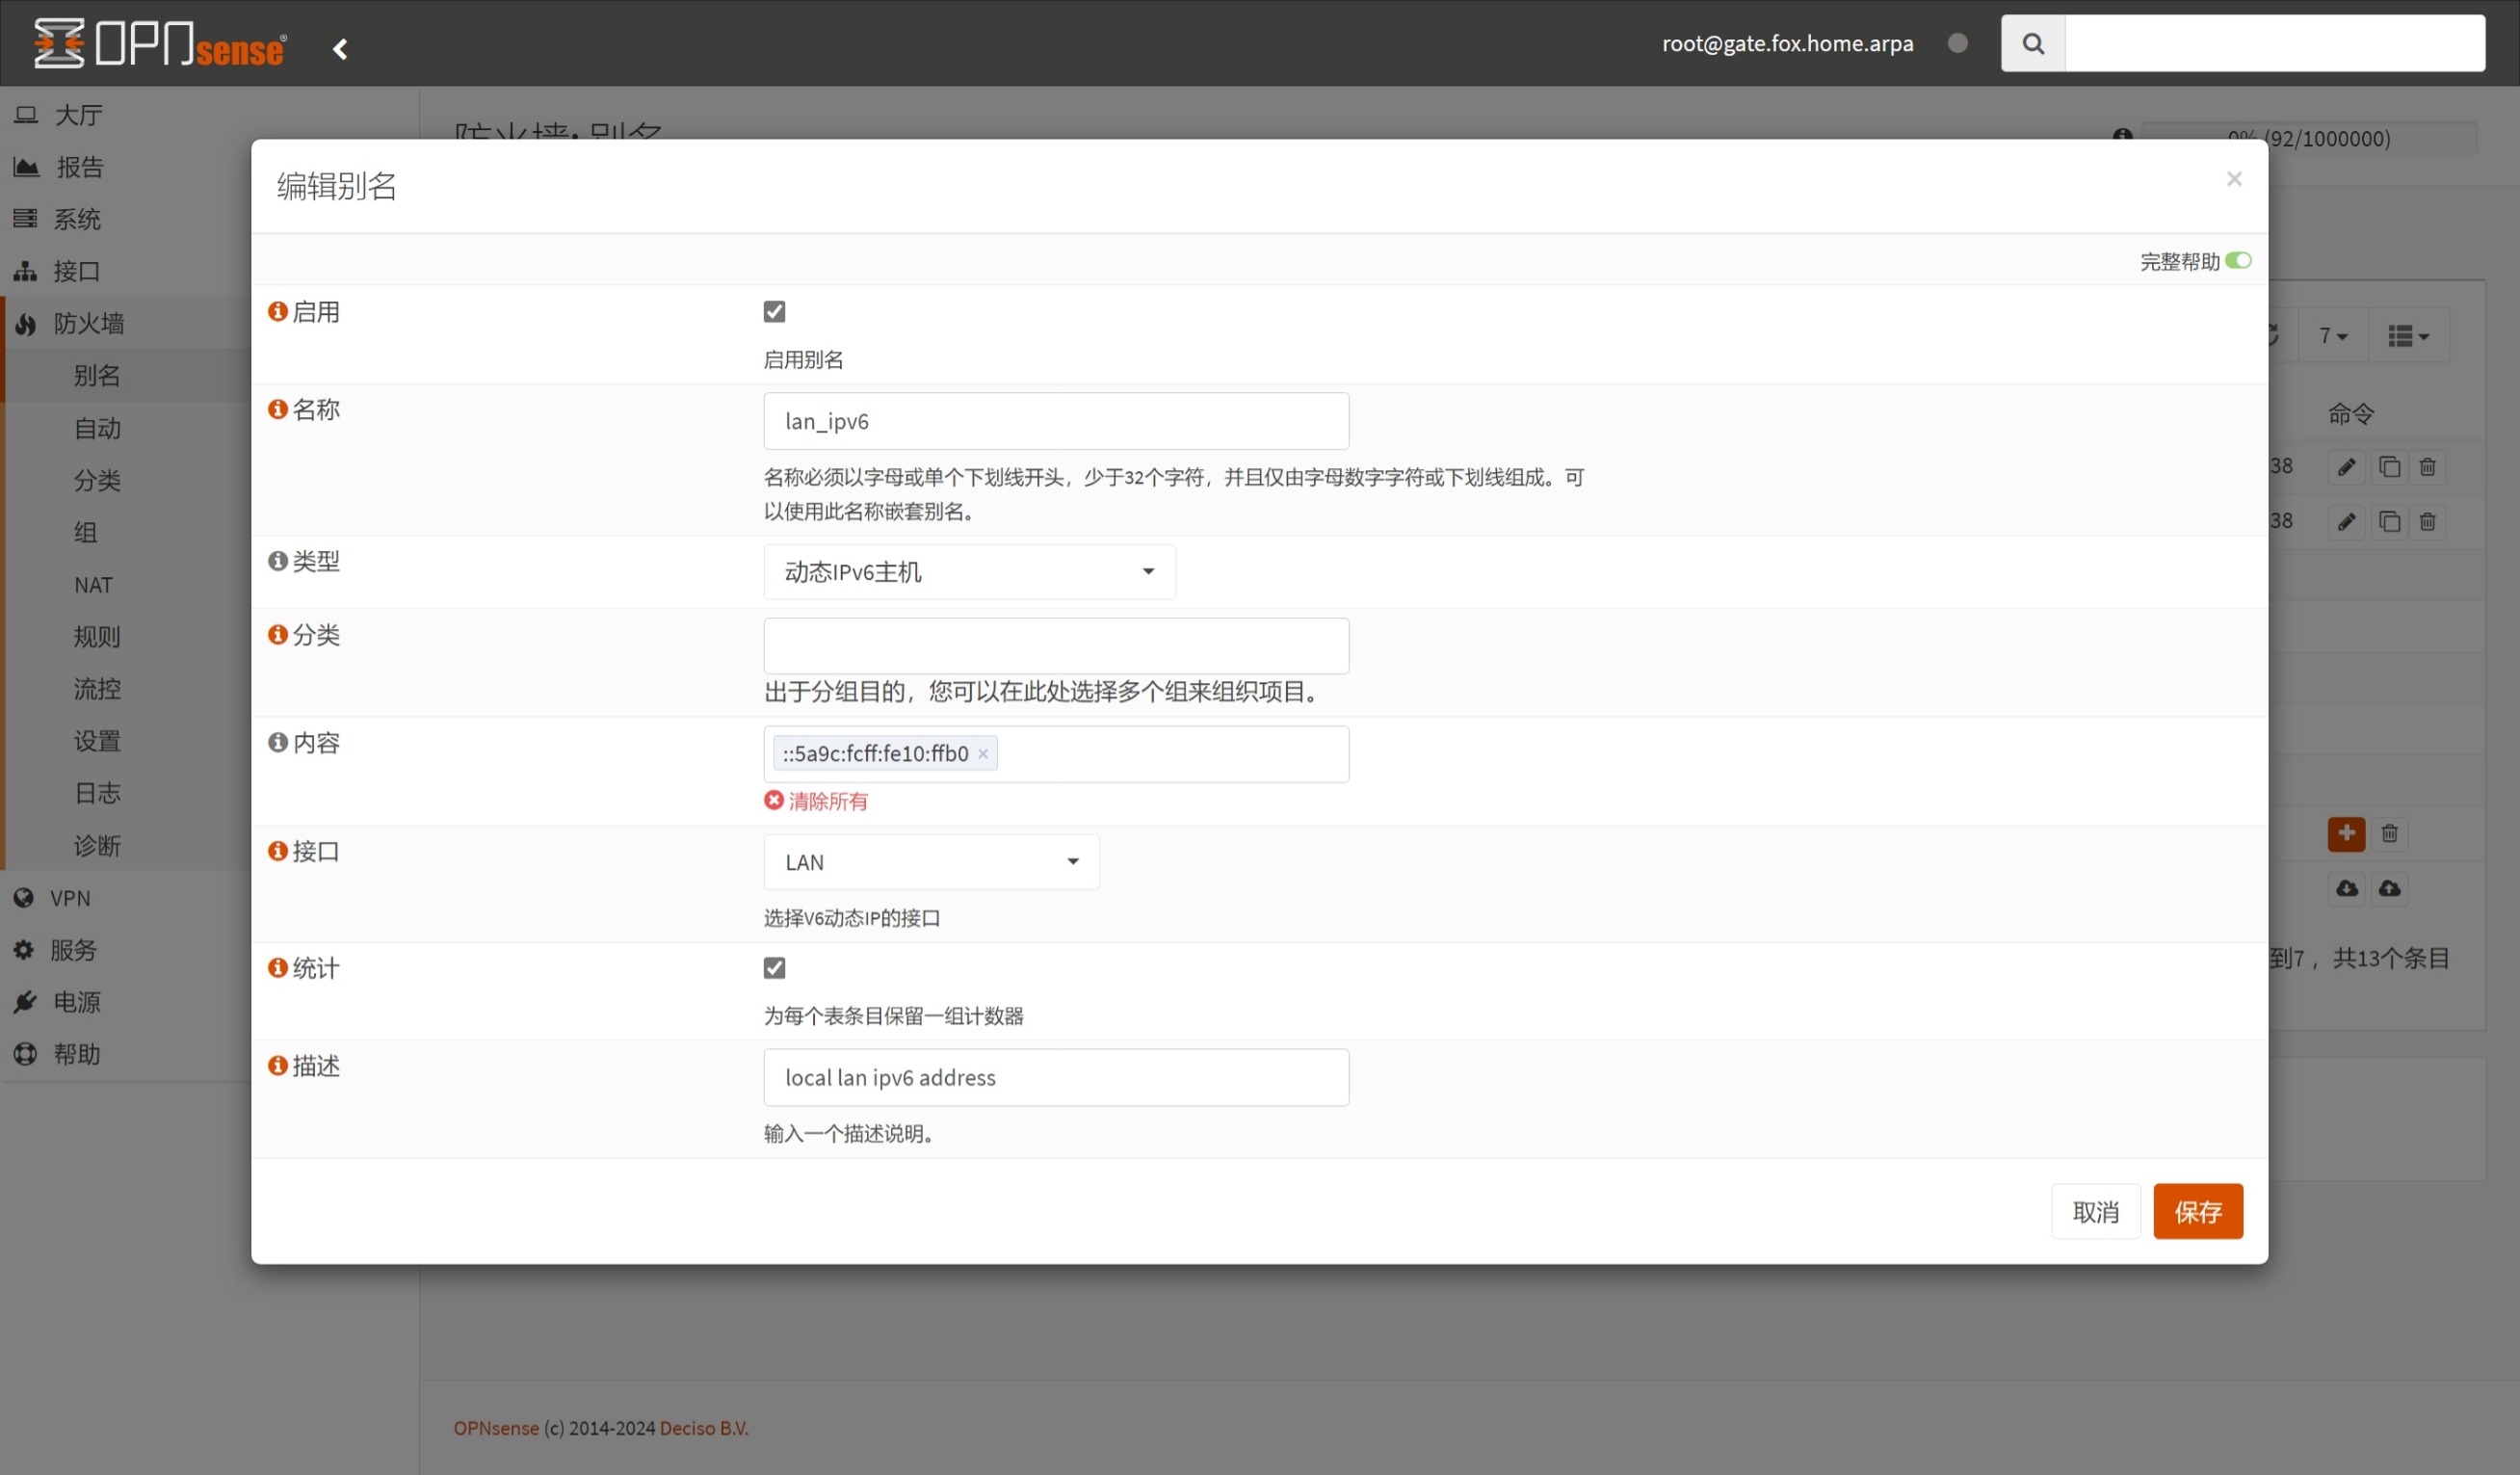 OPNsense®
root@gate.fox.home.arpa
大厅
报告
系统
接口
防火墙
别名
自动
分类
组
NAT
规则
流控
设置
日志
诊断
VPN
服务
电源
帮助
防火墙: 别名
0% (92/1000000)
编辑别名
×
完整帮助
启用
启用别名
名称
lan_ipv6
名称必须以字母或单个下划线开头，少于32个字符，并且仅由字母数字字符或下划线组成。可
以使用此名称嵌套别名。
类型
动态IPv6主机
分类
出于分组目的，您可以在此处选择多个组来组织项目。
内容
::5a9c:fcff:fe10:ffb0 ×
清除所有
接口
LAN
选择V6动态IP的接口
统计
为每个表条目保留一组计数器
描述
local lan ipv6 address
输入一个描述说明。
取消
保存
7
命令
38
38
到7 ，共13个条目
OPNsense (c) 2014-2024 Deciso B.V.